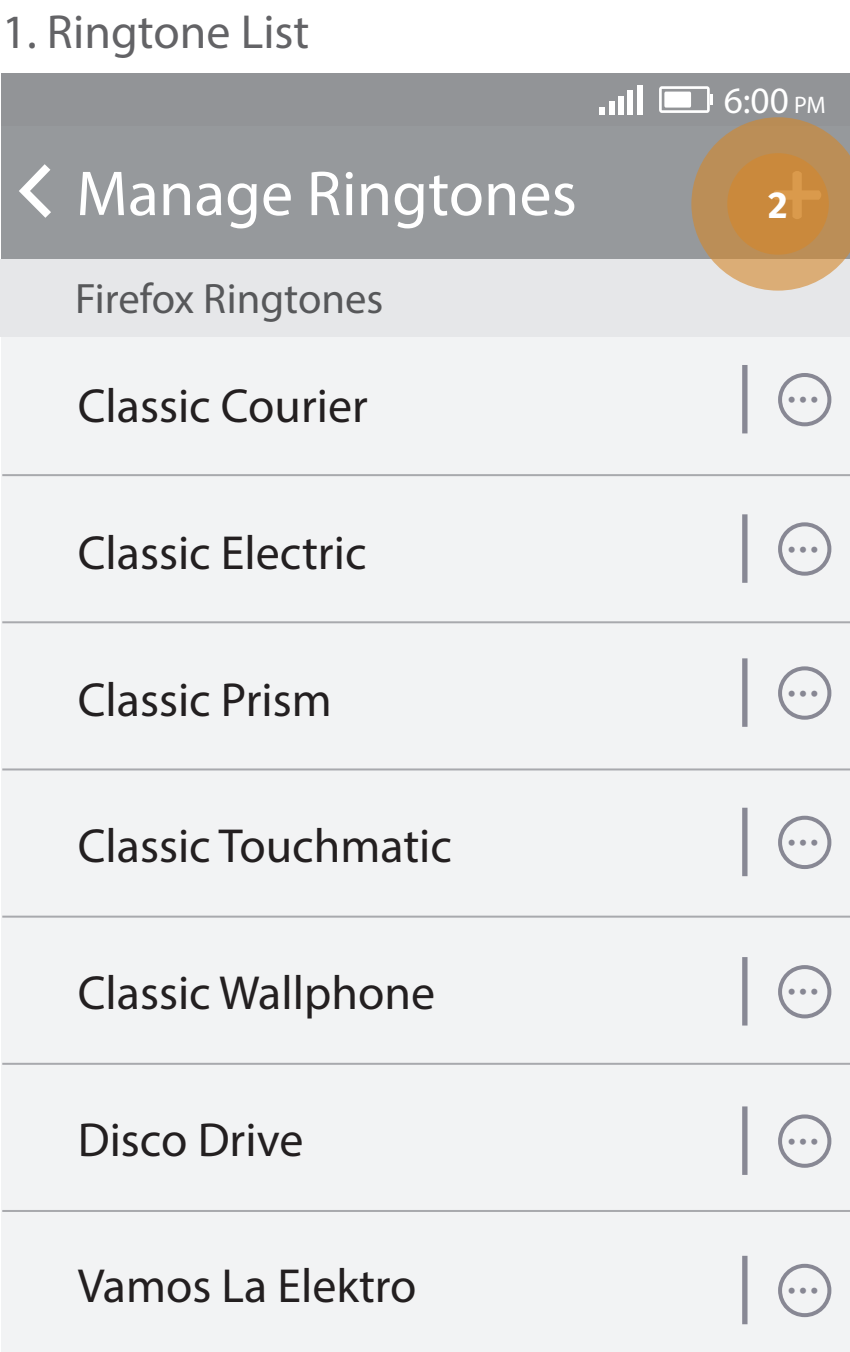 1. Ringtone List
6:00 PM
Manage Ringtones
2
Firefox Ringtones
Classic Courier
Classic Electric
Classic Prism
Classic Touchmatic
Classic Wallphone
Disco Drive
Vamos La Elektro